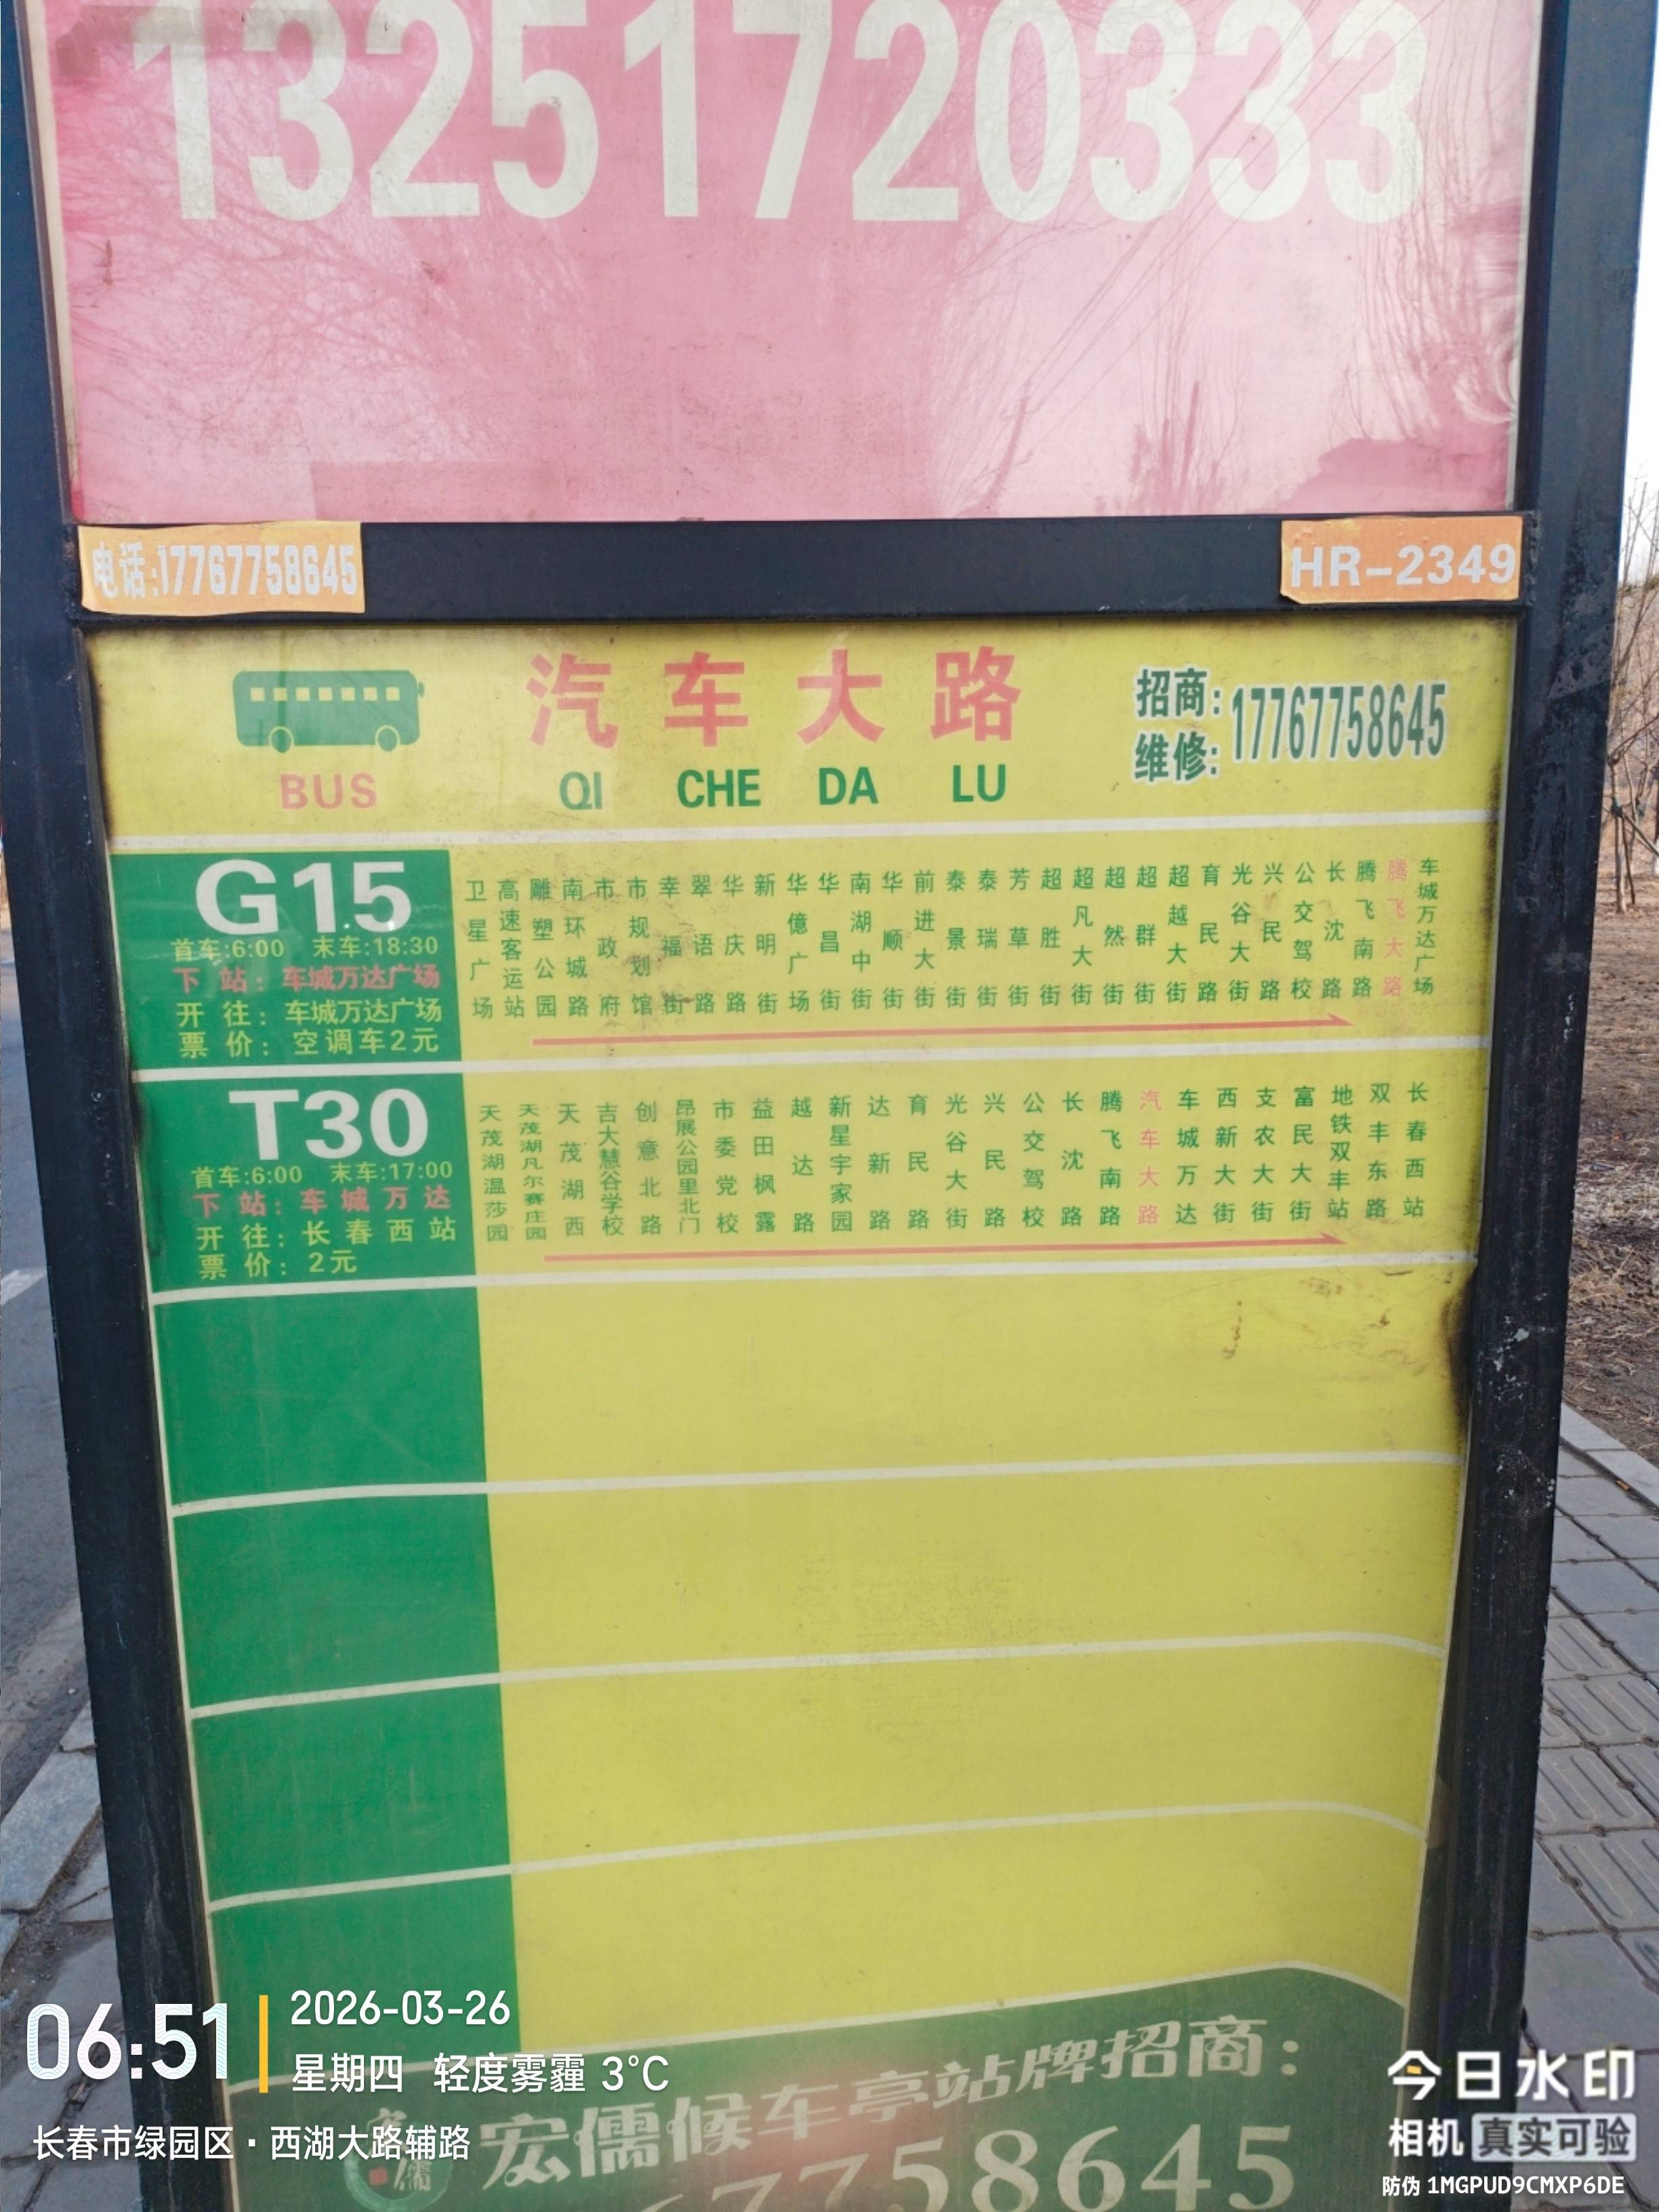 13251720333
电话:17767758645
HR-2349
汽车大路
QI CHE DA LU
BUS
招商:
维修:
17767758645
G15
首车:6:00 末车:18:30
下站:车城万达广场
开往:车城万达广场
票价:空调车2元
卫星广场
高速客运站
雕塑公园
南环城路
市政府
市规划馆
幸福街
翠语路
华庆路
新明街
华億广场
华昌街
南湖中街
华顺街
前进大街
泰景街
泰瑞街
芳草街
超胜街
超凡大街
超然街
超群街
超越大街
育民路
光谷大街
兴民路
公交驾校
长沈路
腾飞南路
腾飞大路
车城万达广场
T30
首车:6:00 末车:17:00
下站:车城万达
开往:长春西站
票价:2元
天茂湖温莎园
天茂湖凡尔赛庄园
天茂湖西
吉大慧谷学校
创意北路
昂展公园里北门
市委党校
益田枫露
越达路
新星宇家园
达新路
育民路
光谷大街
兴民路
公交驾校
长沈路
腾飞南路
汽车大路
车城万达
西新大街
支农大街
富民大街
地铁双丰站
双丰东路
长春西站
宏儒候车亭站牌招商:
7758645
06:51
2026-03-26
星期四 轻度雾霾 3°C
长春市绿园区·西湖大路辅路
今日水印
相机 真实可验
防伪 1MGPUD9CMXP6DE